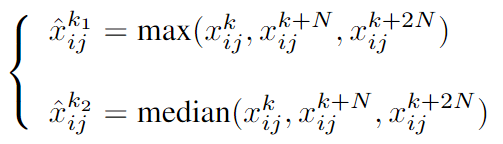 x̂_{ij}^{k_1} = max(x_{ij}^{k}, x_{ij}^{k+N}, x_{ij}^{k+2N})
x̂_{ij}^{k_2} = median(x_{ij}^{k}, x_{ij}^{k+N}, x_{ij}^{k+2N})